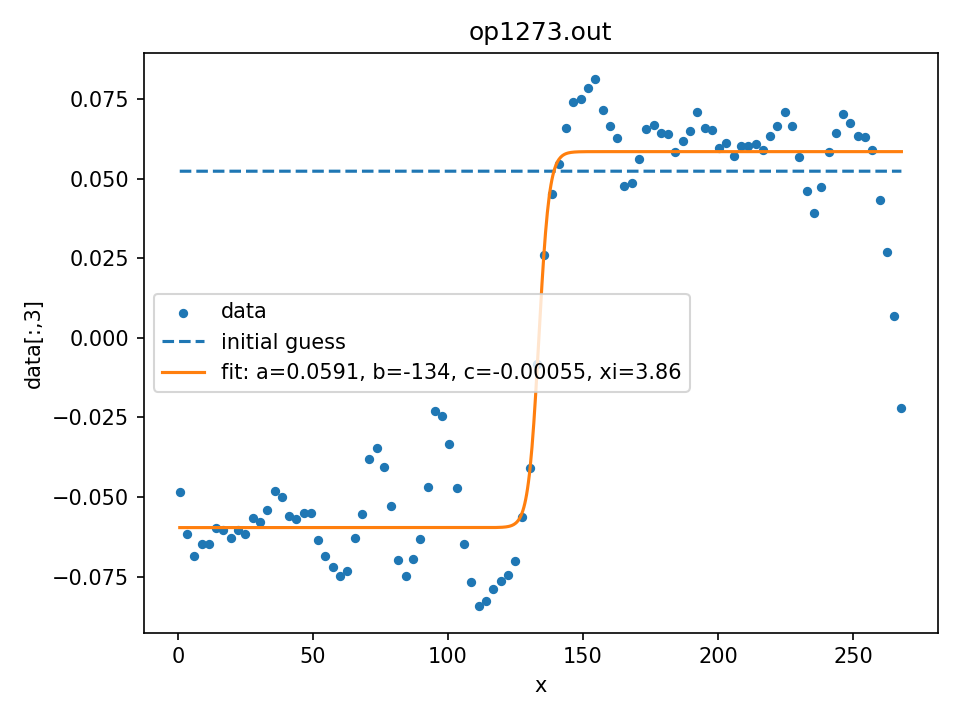 op1273.out
0.075
0.050
0.025
0.000
−0.025
−0.050
−0.075
data[:,3]
data
initial guess
fit: a=0.0591, b=-134, c=-0.00055, xi=3.86
0 50 100 150 200 250
x